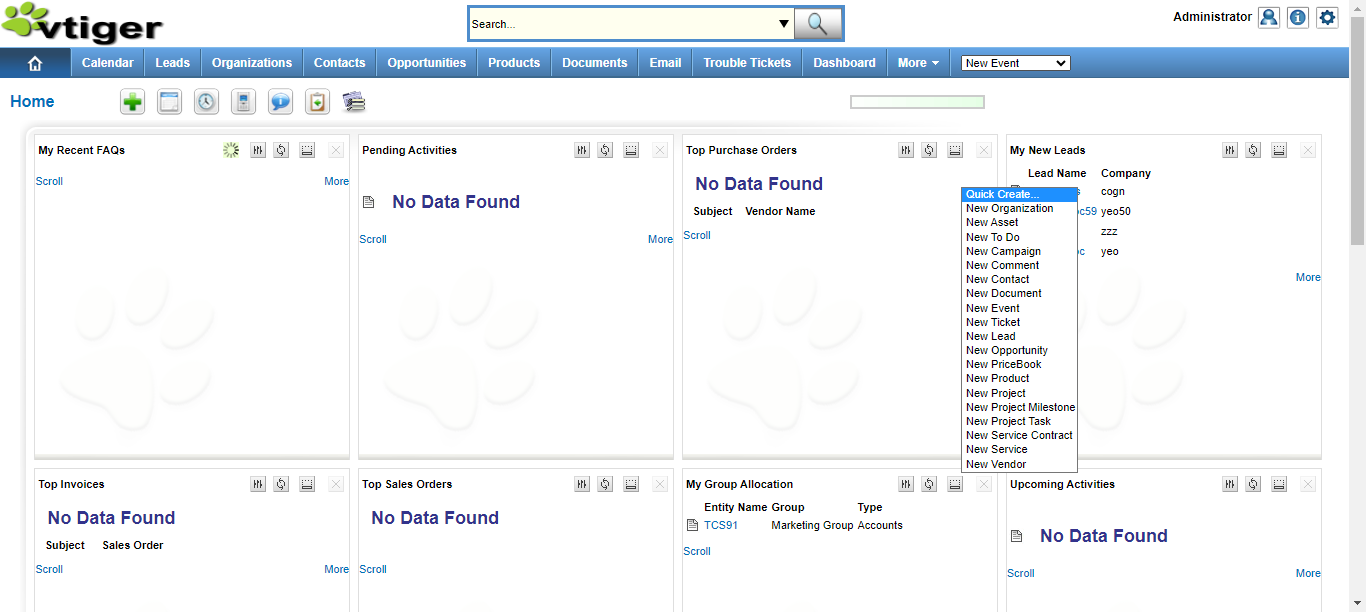 vtiger
Search...
Administrator
Calendar
Leads
Organizations
Contacts
Opportunities
Products
Documents
Email
Trouble Tickets
Dashboard
More
New Event
Home
My Recent FAQs
Scroll
More
Pending Activities
No Data Found
Scroll
More
Top Purchase Orders
No Data Found
Subject Vendor Name
Scroll
My New Leads
Lead Name Company
cogn
yeo50
zzz
yeo
More
Quick Create...
New Organization
New Asset
New To Do
New Campaign
New Comment
New Contact
New Document
New Event
New Ticket
New Lead
New Opportunity
New PriceBook
New Product
New Project
New Project Milestone
New Project Task
New Service Contract
New Service
New Vendor
Top Invoices
No Data Found
Subject Sales Order
Scroll
More
Top Sales Orders
No Data Found
Scroll
My Group Allocation
Entity Name Group Type
TCS91 Marketing Group Accounts
Scroll
Upcoming Activities
No Data Found
Scroll
More